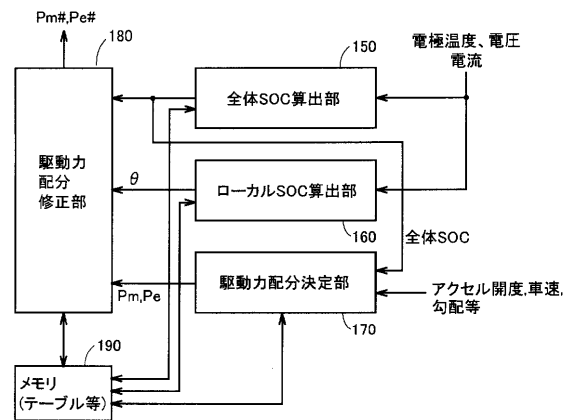 Pm#,Pe#
180
150
電極温度、電圧
電流
全体SOC算出部
駆動力
配分
修正部
θ
ローカルSOC算出部
160
全体SOC
駆動力配分決定部
Pm,Pe
アクセル開度,車速,
勾配等
170
190
メモリ
(テーブル等)